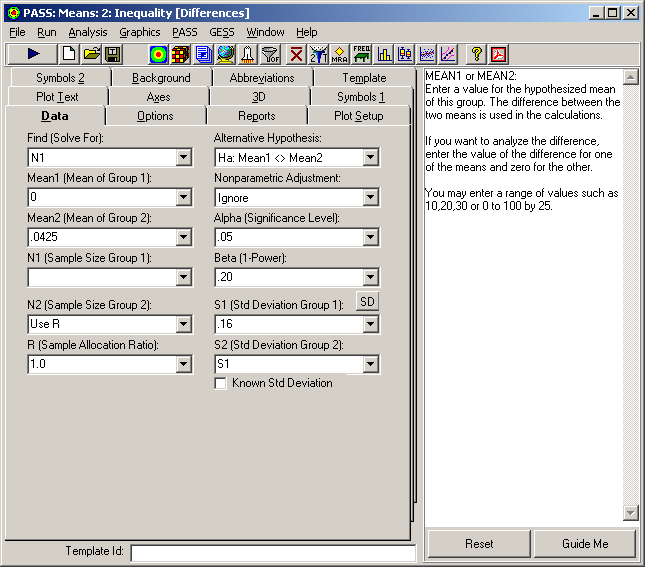 PASS: Means: 2: Inequality [Differences]
File Run Analysis Graphics PASS GESS Window Help
OF MRA FREQ ?
Symbols 2 Background Abbreviations Template
Plot Text Axes 3D Symbols 1
Data Options Reports Plot Setup
Find (Solve For): Alternative Hypothesis:
N1 Ha: Mean1 <> Mean2
Mean1 (Mean of Group 1): Nonparametric Adjustment:
0 Ignore
Mean2 (Mean of Group 2): Alpha (Significance Level):
.0425 .05
N1 (Sample Size Group 1): Beta (1-Power):
.20
N2 (Sample Size Group 2): S1 (Std Deviation Group 1): SD
Use R .16
R (Sample Allocation Ratio): S2 (Std Deviation Group 2):
1.0 S1
Known Std Deviation
Template Id:
MEAN1 or MEAN2:
Enter a value for the hypothesized mean
of this group. The difference between the
two means is used in the calculations.
If you want to analyze the difference,
enter the value of the difference for one
of the means and zero for the other.
You may enter a range of values such as
10,20,30 or 0 to 100 by 25.
Reset Guide Me